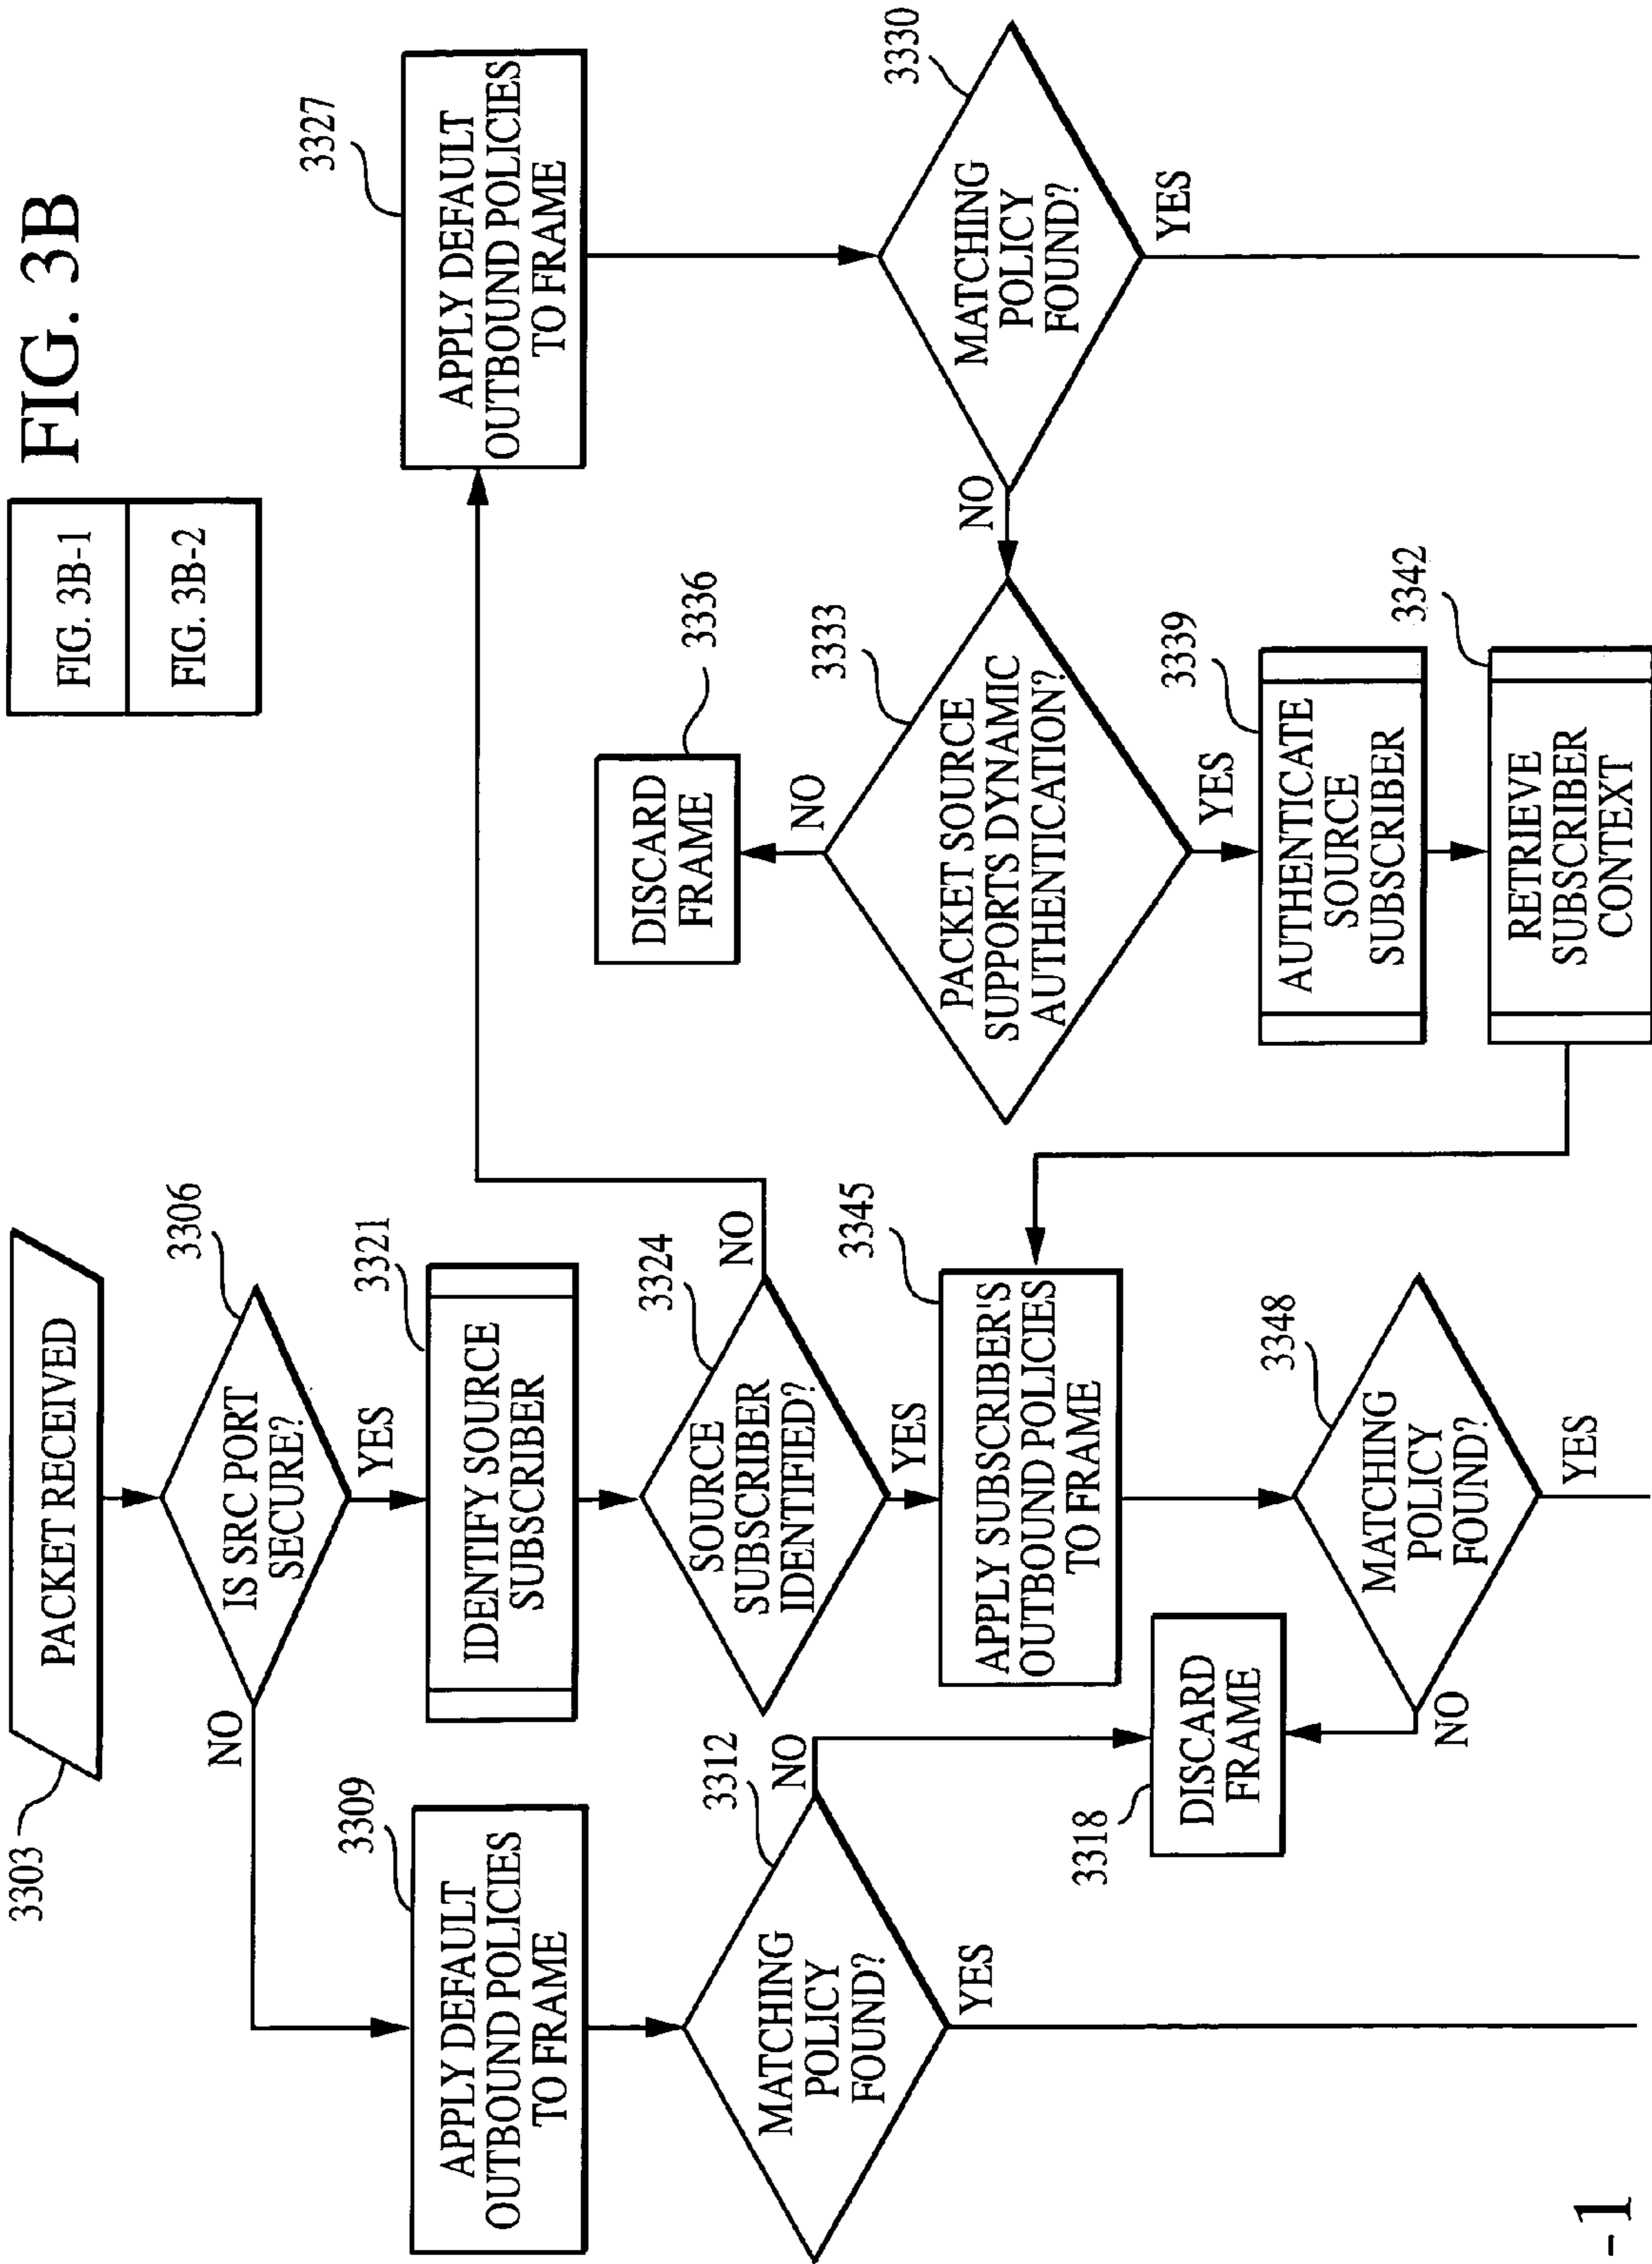 FIG. 3B
FIG. 3B-1
FIG. 3B-2
3303
PACKET RECEIVED
3306
IS SRC PORT
SECURE?
NO
YES
3309
APPLY DEFAULT
OUTBOUND POLICIES
TO FRAME
3321
IDENTIFY SOURCE
SUBSCRIBER
3324
SOURCE
SUBSCRIBER
IDENTIFIED?
NO
YES
3327
APPLY DEFAULT
OUTBOUND POLICIES
TO FRAME
3312
MATCHING
POLICY
FOUND?
NO
YES
3318
DISCARD
FRAME
3345
APPLY SUBSCRIBER'S
OUTBOUND POLICIES
TO FRAME
3348
MATCHING
POLICY
FOUND?
NO
YES
3330
MATCHING
POLICY
FOUND?
NO
YES
3333
PACKET SOURCE
SUPPORTS DYNAMIC
AUTHENTICATION?
NO
YES
3336
DISCARD
FRAME
3339
AUTHENTICATE
SOURCE
SUBSCRIBER
3342
RETRIEVE
SUBSCRIBER
CONTEXT
-1